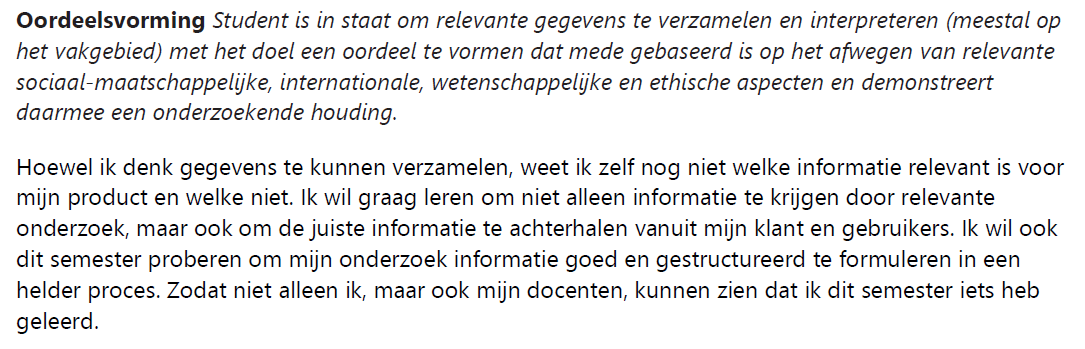 Oordeelsvorming Student is in staat om relevante gegevens te verzamelen en interpreteren (meestal op
het vakgebied) met het doel een oordeel te vormen dat mede gebaseerd is op het afwegen van relevante
sociaal-maatschappelijke, internationale, wetenschappelijke en ethische aspecten en demonstreert
daarmee een onderzoekende houding.
Hoewel ik denk gegevens te kunnen verzamelen, weet ik zelf nog niet welke informatie relevant is voor
mijn product en welke niet. Ik wil graag leren om niet alleen informatie te krijgen door relevante
onderzoek, maar ook om de juiste informatie te achterhalen vanuit mijn klant en gebruikers. Ik wil ook
dit semester proberen om mijn onderzoek informatie goed en gestructureerd te formuleren in een
helder proces. Zodat niet alleen ik, maar ook mijn docenten, kunnen zien dat ik dit semester iets heb
geleerd.